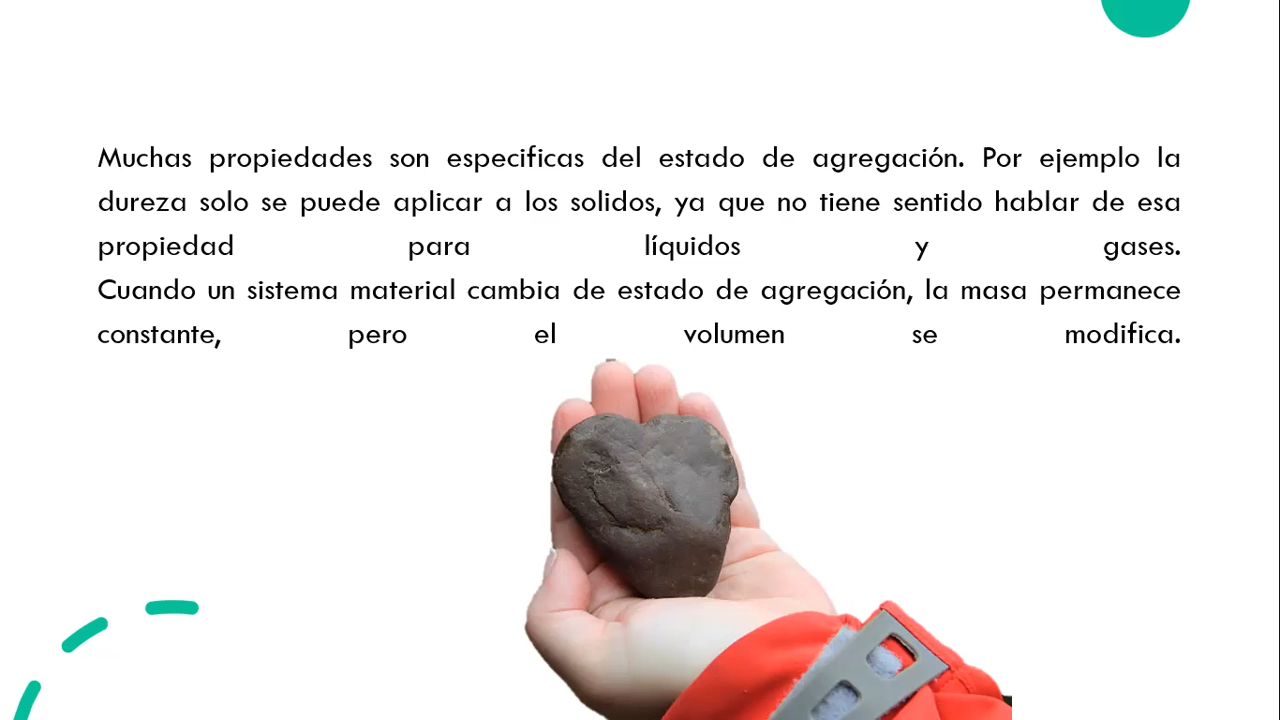 Muchas propiedades son especificas del estado de agregación. Por ejemplo la
dureza solo se puede aplicar a los solidos, ya que no tiene sentido hablar de esa
propiedad para líquidos y gases.
Cuando un sistema material cambia de estado de agregación, la masa permanece
constante, pero el volumen se modifica.